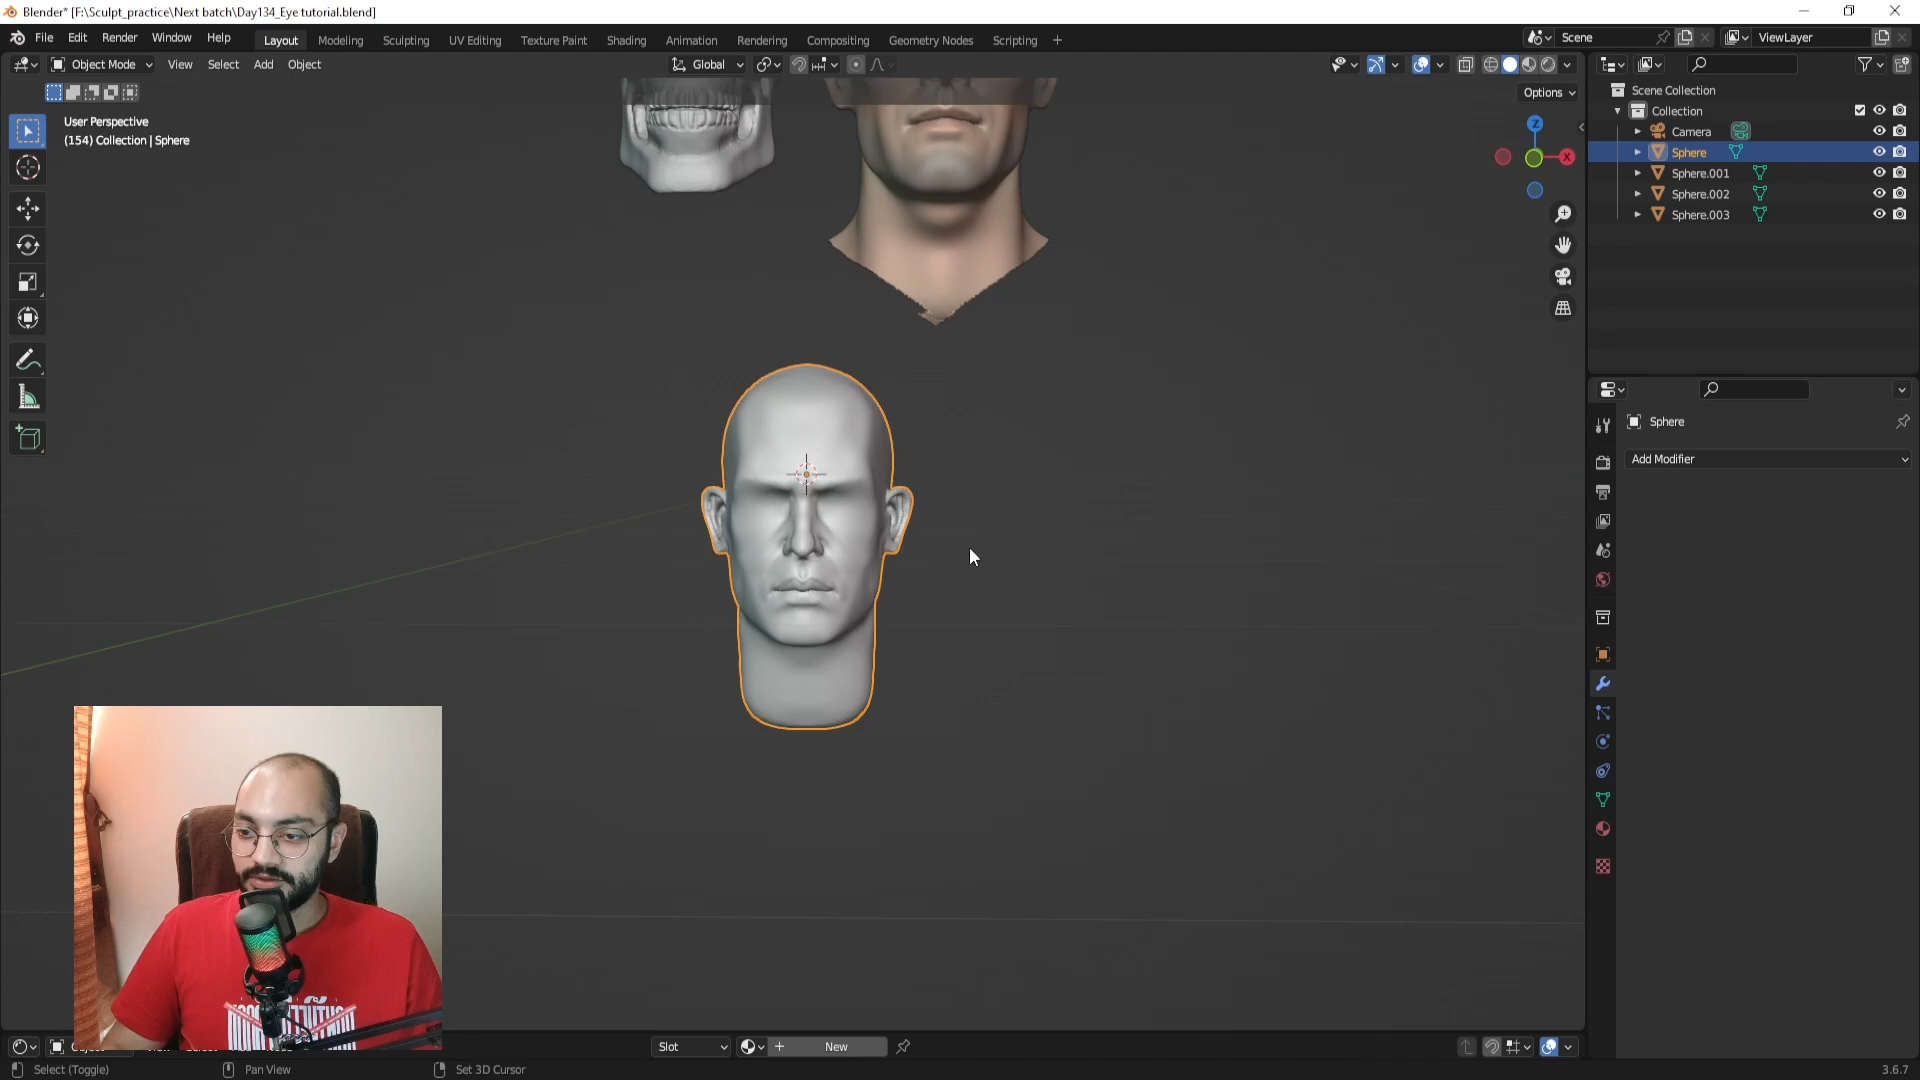 Blender* [F:\Sculpt_practice\Next batch\Day134_Eye tutorial.blend]
File Edit Render Window Help
Layout Modeling Sculpting UV Editing Texture Paint Shading Animation Rendering Compositing Geometry Nodes Scripting +
Scene
ViewLayer
Object Mode View Select Add Object
Global
Options
User Perspective
(154) Collection | Sphere
Z
X
Scene Collection
Collection
Camera
Sphere
Sphere.001
Sphere.002
Sphere.003
Sphere
Add Modifier
Slot
New
Select (Toggle)
Pan View
Set 3D Cursor
3.6.7